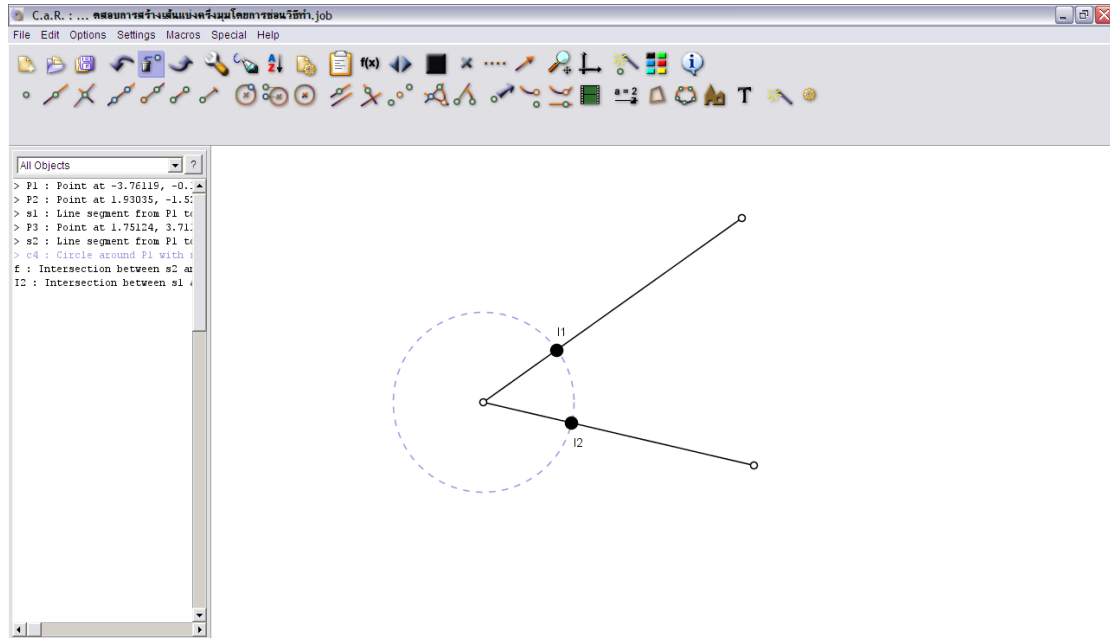 C.a.R. : ... ดสอบการสร้างเส้นแบ่งครึ่งมุมโดยการซ่อนวิธีทำ.job
File Edit Options Settings Macros Special Help
f(x)
a = 2
T
All Objects
?
> P1 : Point at -3.76119, -0.
> P2 : Point at 1.93035, -1.5
> s1 : Line segment from P1 to
> P3 : Point at 1.75124, 3.71
> s2 : Line segment from P1 to
> c4 : Circle around P1 with
f : Intersection between s2 an
I2 : Intersection between s1
I1
I2